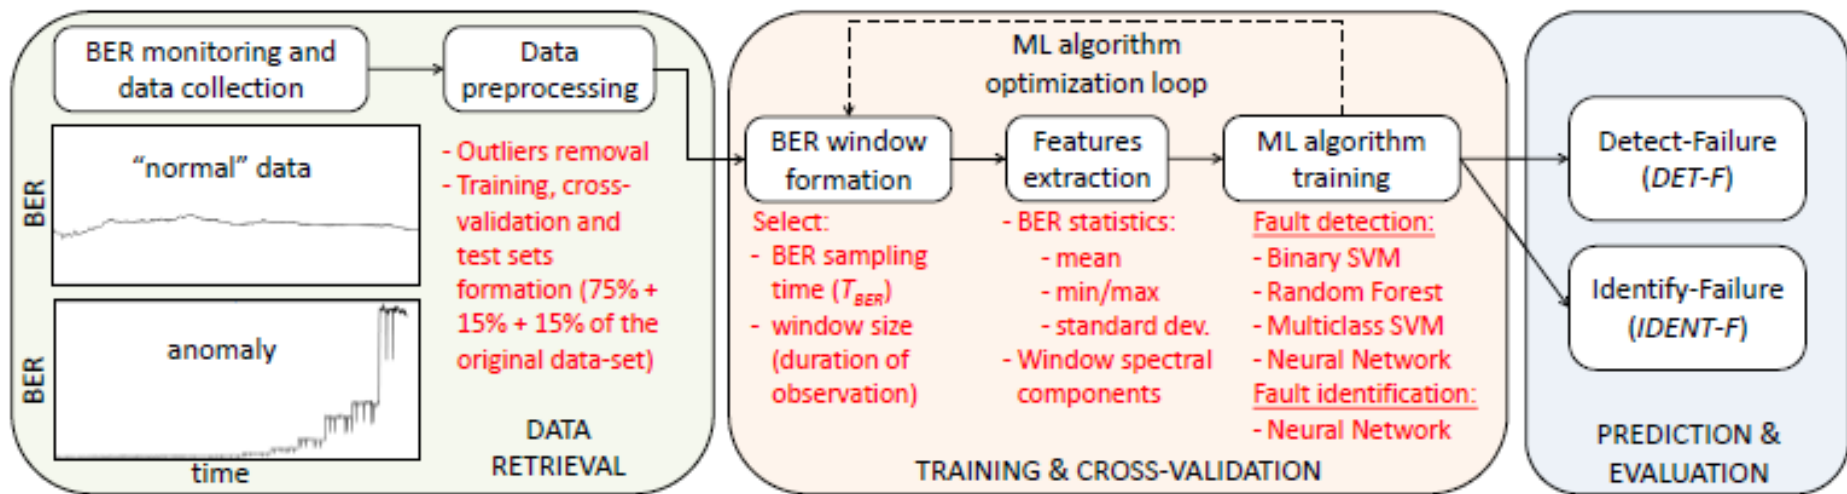 BER monitoring and
data collection
Data
preprocessing
BER
"normal" data
BER
anomaly
time
- Outliers removal
- Training, cross-
validation and
test sets
formation (75% +
15% + 15% of the
original data-set)
DATA
RETRIEVAL
ML algorithm
optimization loop
BER window
formation
Features
extraction
ML algorithm
training
Select:
- BER sampling
time (T_BER)
- window size
(duration of
observation)
- BER statistics:
- mean
- min/max
- standard dev.
- Window spectral
components
Fault detection:
- Binary SVM
- Random Forest
- Multiclass SVM
- Neural Network
Fault identification:
- Neural Network
TRAINING & CROSS-VALIDATION
Detect-Failure
(DET-F)
Identify-Failure
(IDENT-F)
PREDICTION &
EVALUATION